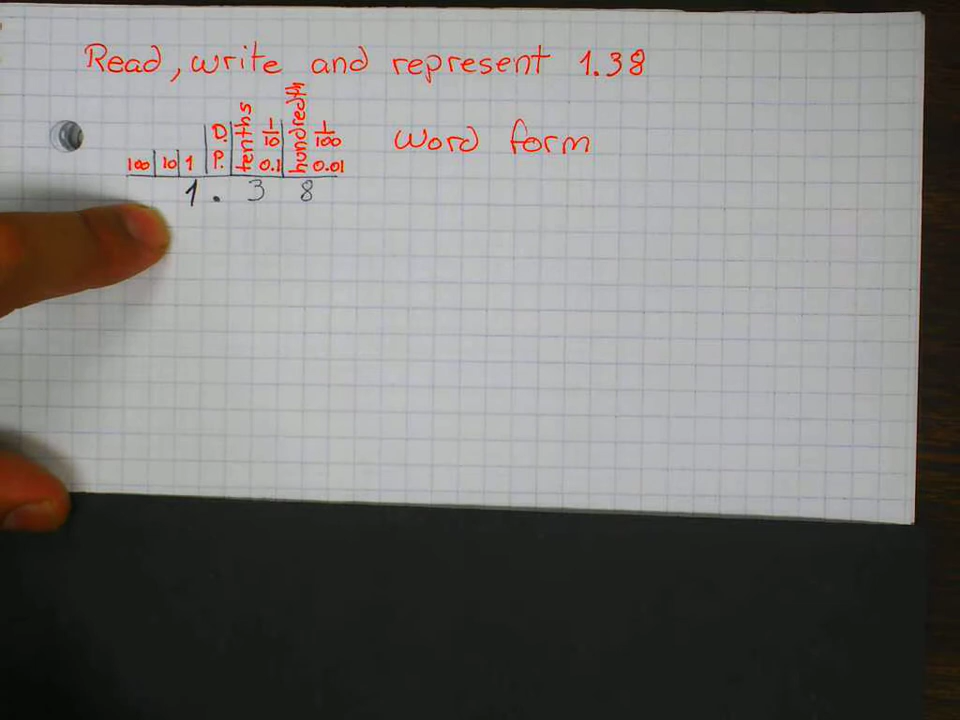 Read, write and represent 1.38
100 10 1 D.P. tenths 1/10 0.1 hundredth 1/100 0.01
1 . 3 8
Word form